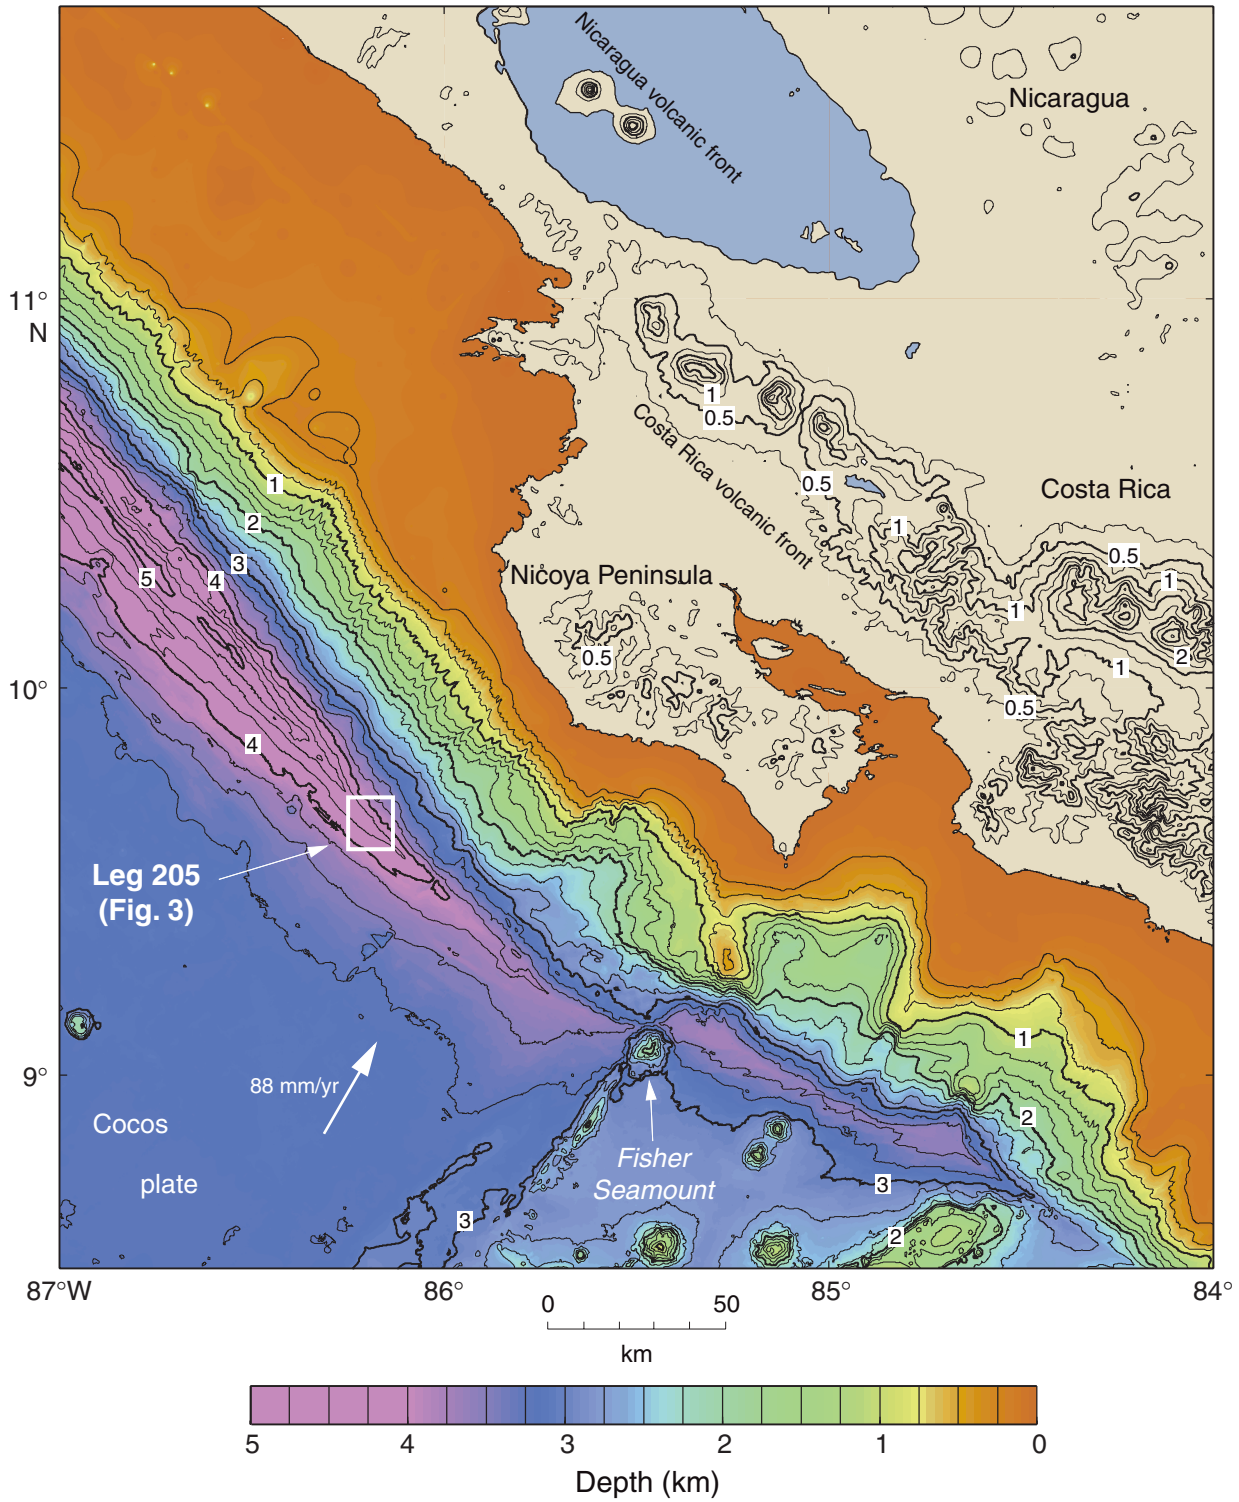 Nicaragua volcanic front
Nicaragua
11°
N
1
0.5
Costa Rica volcanic front
0.5
Costa Rica
1
2
3
1
0.5
1
5
4
Nicoya Peninsula
1
0.5
2
1
10°
0.5
4
Leg 205
(Fig. 3)
1
9°
88 mm/yr
2
Cocos
plate
Fisher
Seamount
3
3
2
87°W
86°
85°
84°
0
50
km
5
4
3
2
1
0
Depth (km)